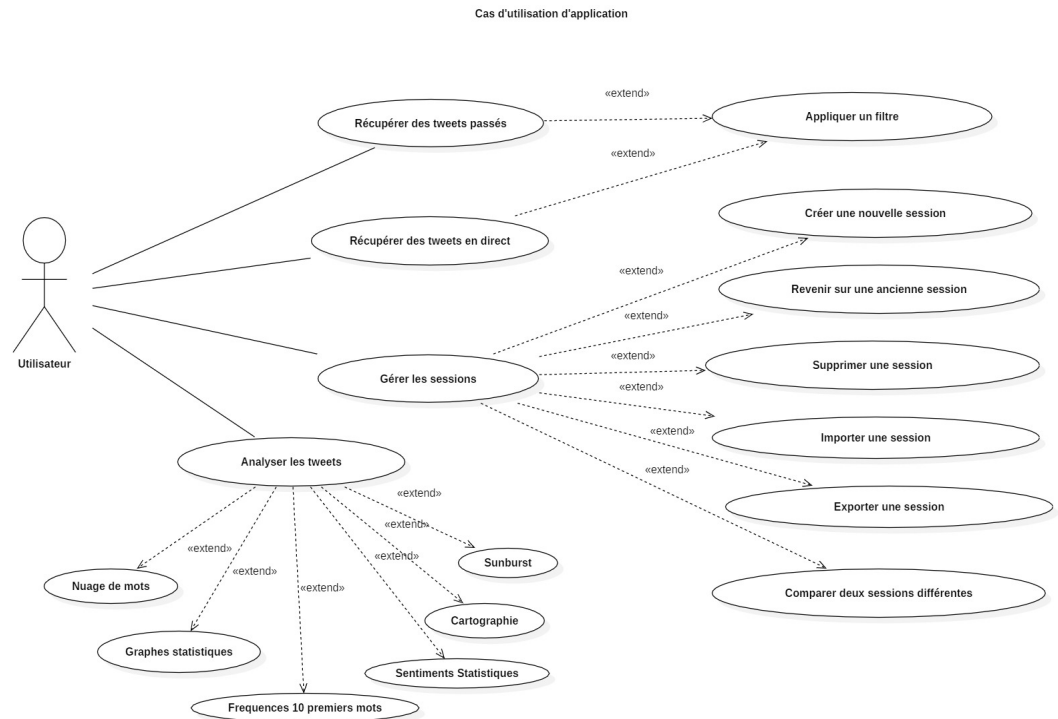 Cas d'utilisation d'application
«extend»
Récupérer des tweets passés
Appliquer un filtre
«extend»
Récupérer des tweets en direct
Créer une nouvelle session
«extend»
Revenir sur une ancienne session
«extend»
Utilisateur
«extend»
Supprimer une session
Gérer les sessions
«extend»
«extend»
Importer une session
Analyser les tweets
«extend»
«extend»
Exporter une session
«extend»
«extend»
«extend»
Sunburst
«extend»
«extend»
Nuage de mots
Comparer deux sessions différentes
Cartographie
Graphes statistiques
Sentiments Statistiques
Frequences 10 premiers mots